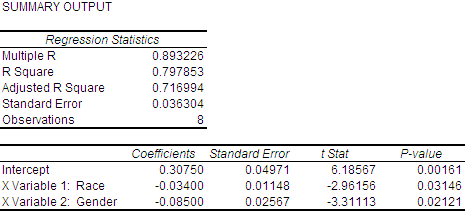 SUMMARY OUTPUT
Regression Statistics
Multiple R 0.893226
R Square 0.797853
Adjusted R Square 0.716994
Standard Error 0.036304
Observations 8
Coefficients Standard Error t Stat P-value
Intercept 0.30750 0.04971 6.18567 0.00161
X Variable 1: Race -0.03400 0.01148 -2.96156 0.03146
X Variable 2: Gender -0.08500 0.02567 -3.31113 0.02121